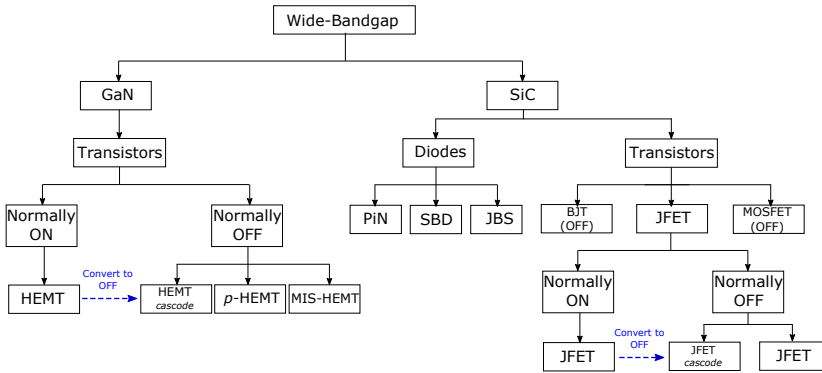 Wide-Bandgap
GaN
SiC
Transistors
Diodes
Transistors
Normally
ON
Normally
OFF
PiN
SBD
JBS
BJT
(OFF)
JFET
MOSFET
(OFF)
HEMT
Convert to
OFF
HEMT
cascode
p-HEMT
MIS-HEMT
Normally
ON
Normally
OFF
JFET
Convert to
OFF
JFET
cascode
JFET